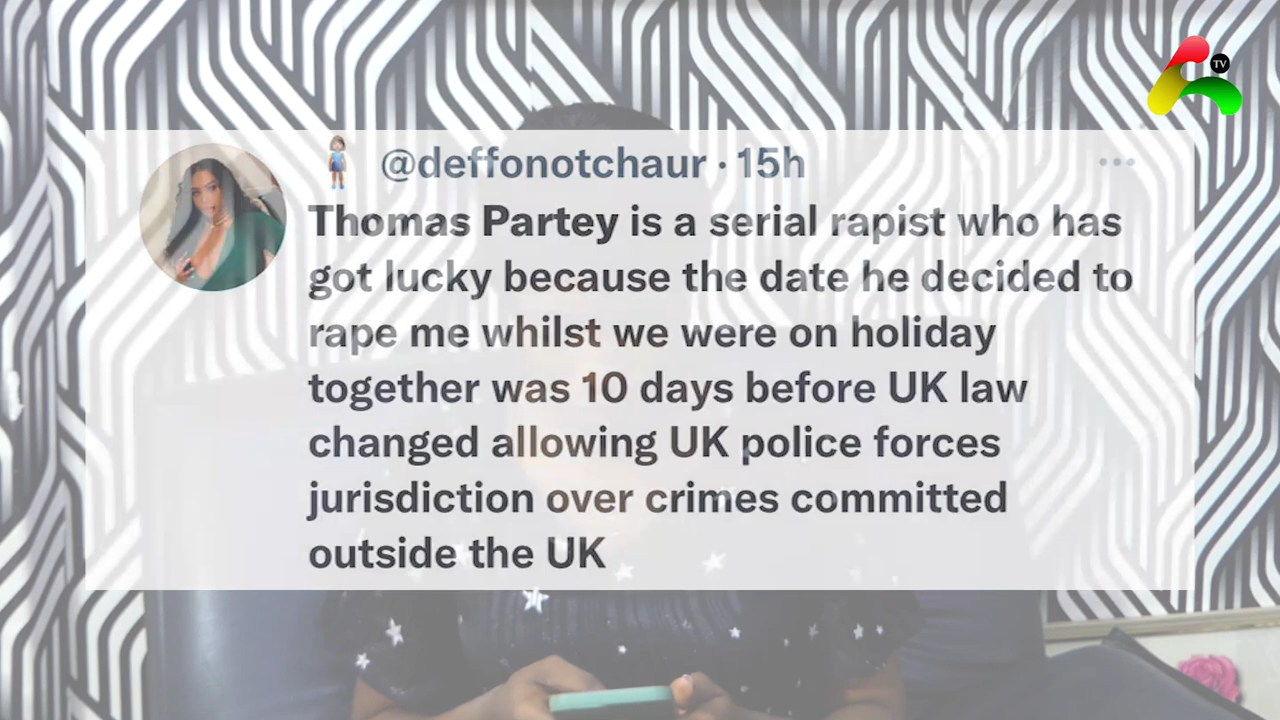 TV
@deffonotchaur · 15h
Thomas Partey is a serial rapist who has
got lucky because the date he decided to
rape me whilst we were on holiday
together was 10 days before UK law
changed allowing UK police forces
jurisdiction over crimes committed
outside the UK